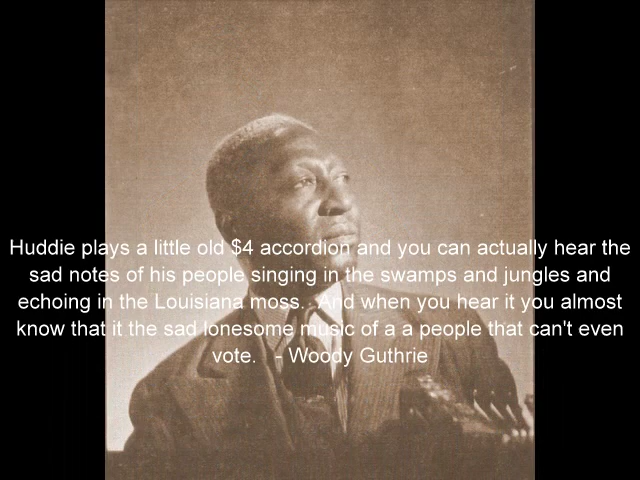 Huddie plays a little old $4 accordion and you can actually hear the
sad notes of his people singing in the swamps and jungles and
echoing in the Louisiana moss.  And when you hear it you almost
know that it the sad lonesome music of a a people that can't even
vote.   - Woody Guthrie